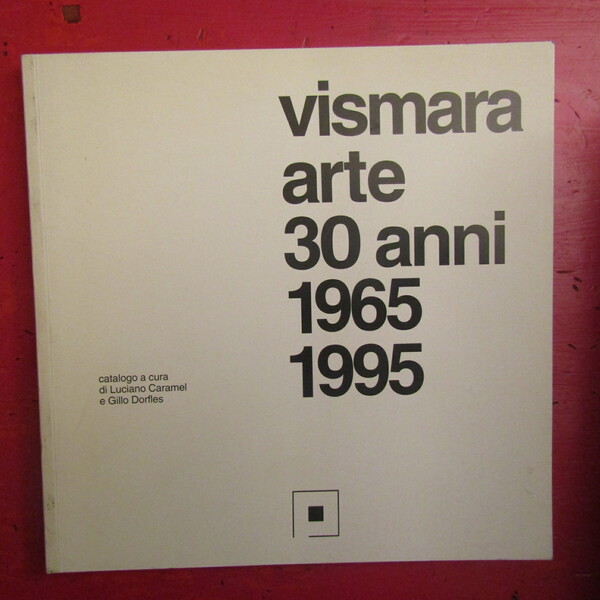 vismara
arte
30 anni
1965
1995
catalogo a cura
di Luciano Caramel
e Gillo Dorfles